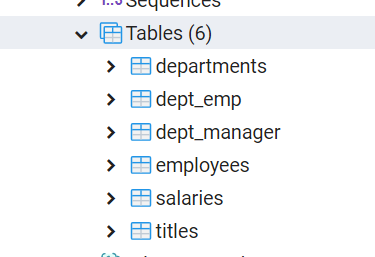 Sequences
Tables (6)
departments
dept_emp
dept_manager
employees
salaries
titles